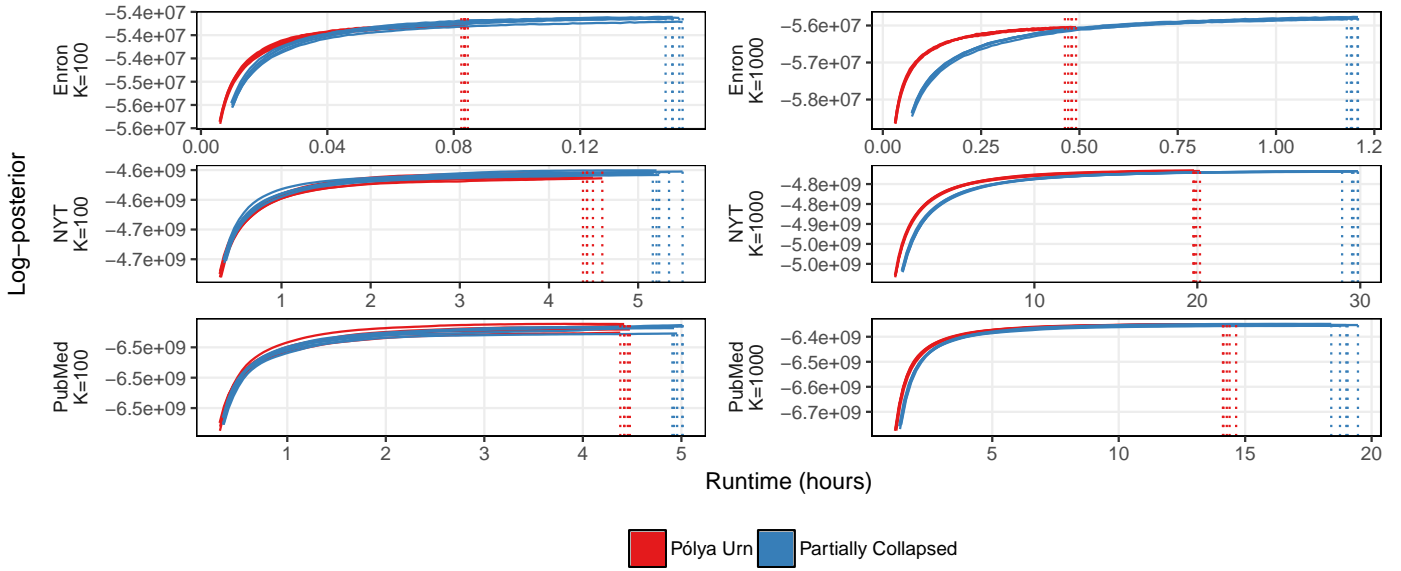 Log−posterior
Enron
K=100
−5.4e+07
−5.4e+07
−5.4e+07
−5.5e+07
−5.6e+07
−5.6e+07
0.00 0.04 0.08 0.12
Enron
K=1000
−5.6e+07
−5.7e+07
−5.8e+07
0.00 0.25 0.50 0.75 1.00 1.2
NYT
K=100
−4.6e+09
−4.6e+09
−4.7e+09
−4.7e+09
1 2 3 4 5
NYT
K=1000
−4.8e+09
−4.8e+09
−4.9e+09
−5.0e+09
−5.0e+09
10 20 30
PubMed
K=100
−6.5e+09
−6.5e+09
−6.5e+09
1 2 3 4 5
PubMed
K=1000
−6.4e+09
−6.5e+09
−6.6e+09
−6.7e+09
5 10 15 20
Runtime (hours)
Pólya Urn Partially Collapsed